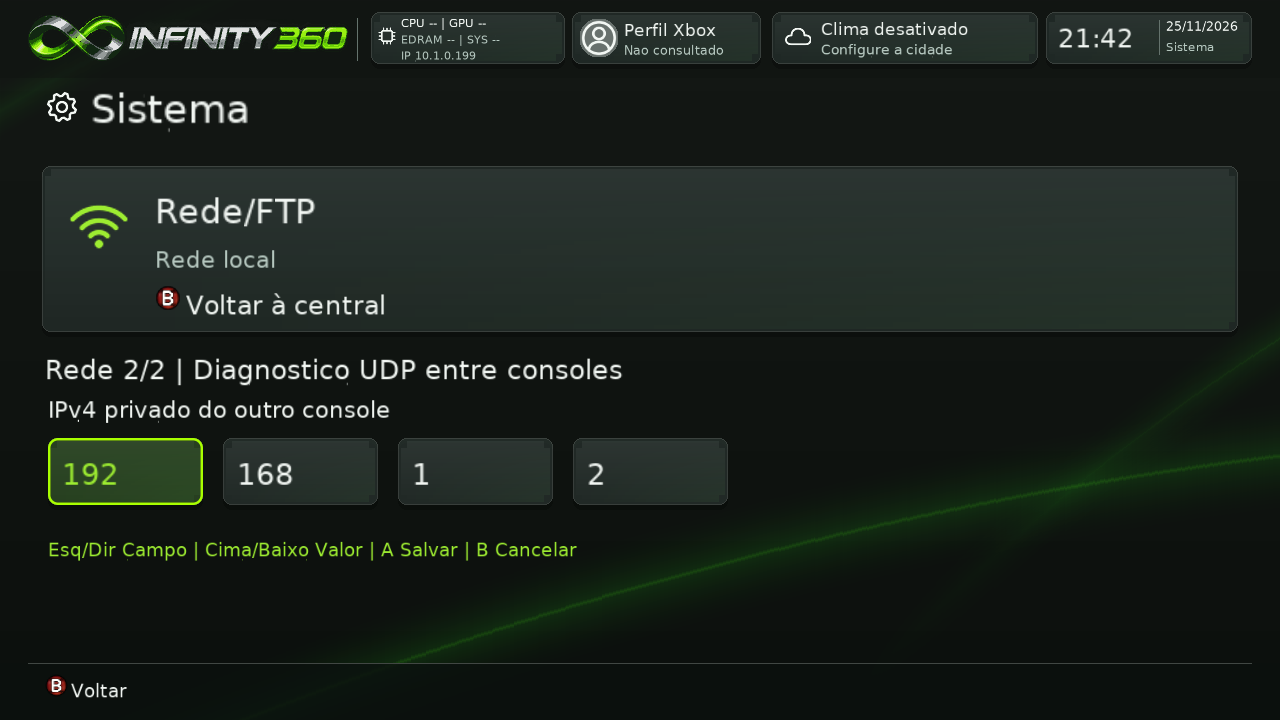 INFINITY 360
CPU -- | GPU --
EDRAM -- | SYS --
IP 10.1.0.199
Perfil Xbox
Nao consultado
Clima desativado
Configure a cidade
21:42
25/11/2026
Sistema
Sistema
Rede/FTP
Rede local
B Voltar à central
Rede 2/2 | Diagnostico UDP entre consoles
IPv4 privado do outro console
192 168 1 2
Esq/Dir Campo | Cima/Baixo Valor | A Salvar | B Cancelar
B Voltar